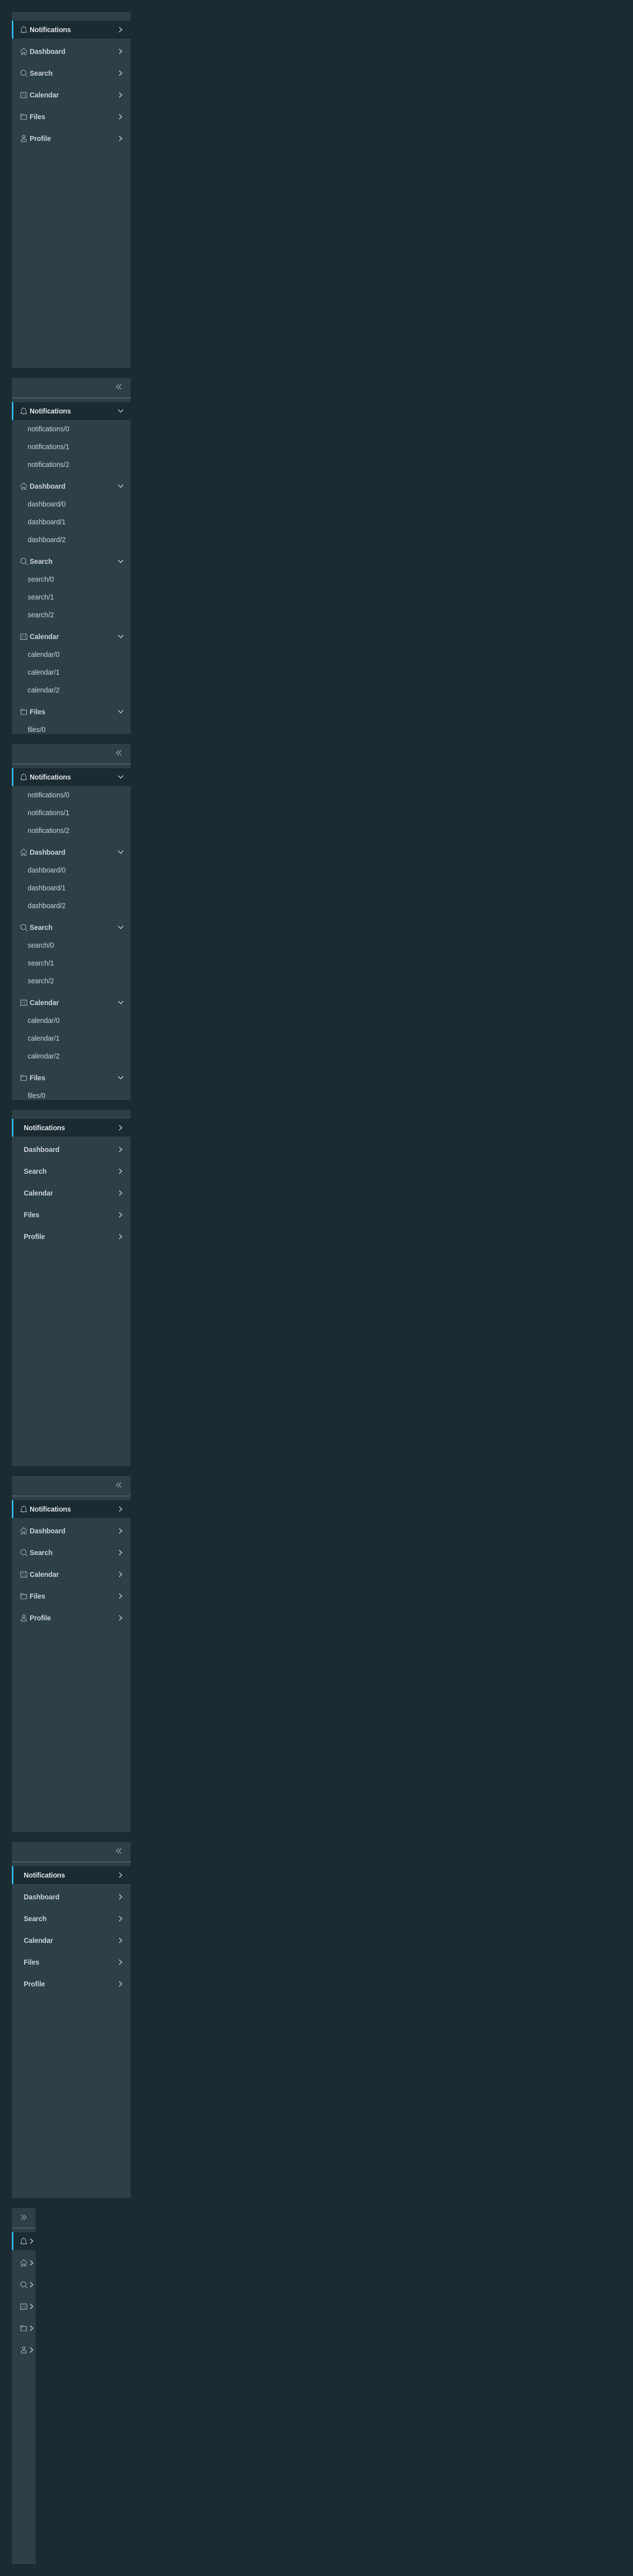 Notifications
Dashboard
Search
Calendar
Files
Profile
Notifications
notifications/0
notifications/1
notifications/2
Dashboard
dashboard/0
dashboard/1
dashboard/2
Search
search/0
search/1
search/2
Calendar
calendar/0
calendar/1
calendar/2
Files
files/0
Notifications
notifications/0
notifications/1
notifications/2
Dashboard
dashboard/0
dashboard/1
dashboard/2
Search
search/0
search/1
search/2
Calendar
calendar/0
calendar/1
calendar/2
Files
files/0
Notifications
Dashboard
Search
Calendar
Files
Profile
Notifications
Dashboard
Search
Calendar
Files
Profile
Notifications
Dashboard
Search
Calendar
Files
Profile